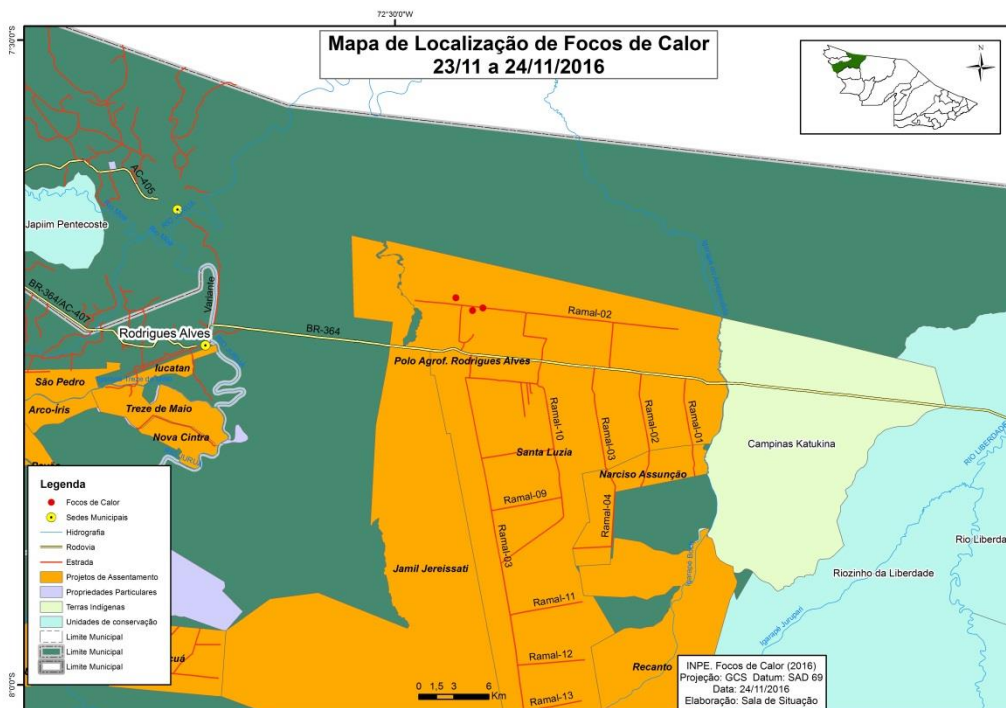 72°30'0"W
7°30'0"S
Mapa de Localização de Focos de Calor
23/11 a 24/11/2016
N
AC-405
Japiim Pentecoste
BR-364/AC-407
Variante
Rodrigues Alves
BR-364
Ramal-02
Polo Agrof. Rodrigues Alves
São Pedro
Iucatan
Arco-Íris
Treze de Maio
Nova Cintra
Ramal-10
Ramal-03
Ramal-02
Ramal-01
Santa Luzia
Narciso Assunção
Campinas Katukina
RIO LIBERDADE
Ramal-09
Ramal-04
Ramal-03
Jamil Jereissati
Riozinho da Liberdade
Rio Liberda
Igarapé Jurupari
Ramal-11
Ramal-12
Recanto
Ramal-13
Legenda
Focos de Calor
Sedes Municipais
Hidrografia
Rodovia
Estrada
Projetos de Assentamento
Propriedades Particulares
Terras Indígenas
Unidades de conservação
Limite Municipal
Limite Municipal
Limite Municipal
8°0'0"S
0 1,5 3 6
Km
INPE. Focos de Calor (2016)
Projeção: GCS Datum: SAD 69
Data: 24/11/2016
Elaboração: Sala de Situação